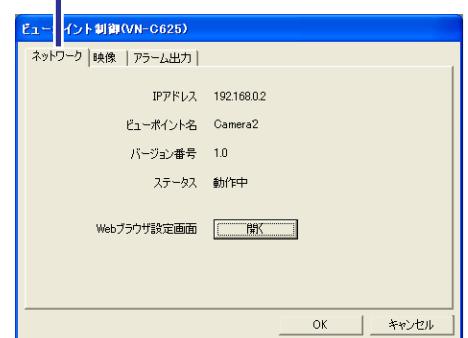 ビューポイント制御(VN-C625)
ネットワーク 映像 アラーム出力
IPアドレス 192.168.0.2
ビューポイント名 Camera2
バージョン番号 1.0
ステータス 動作中
Webブラウザ設定画面 開く
OK キャンセル